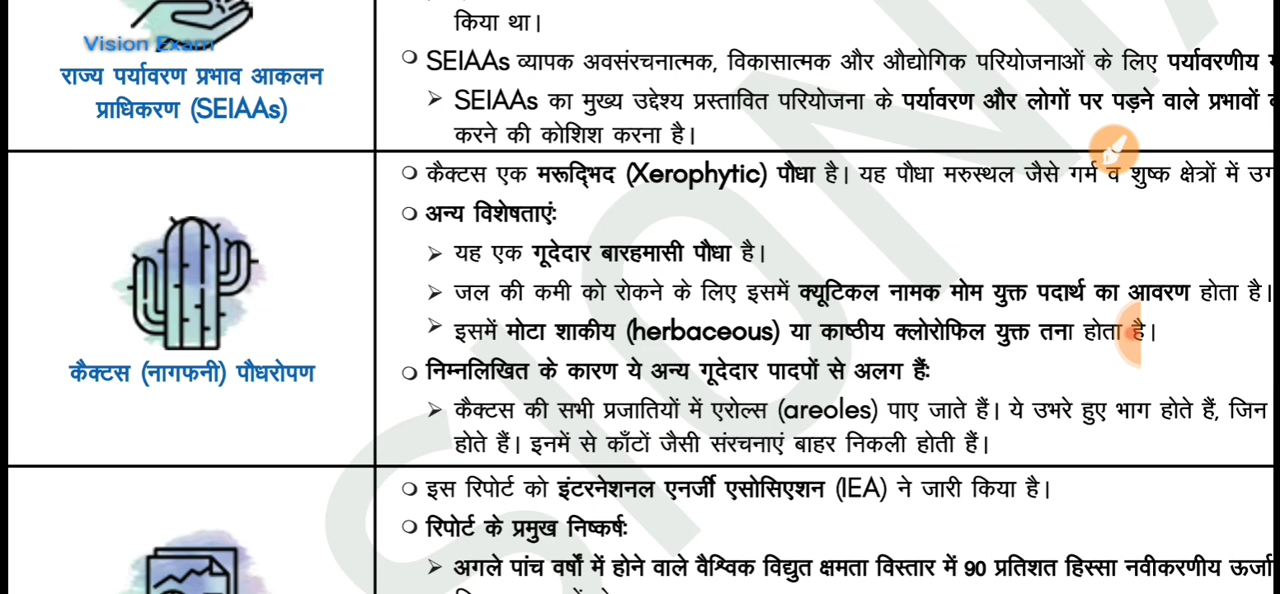 Vision Exam
राज्य पर्यावरण प्रभाव आकलन
प्राधिकरण (SEIAAs)
किया था।
○ SEIAAs व्यापक अवसंरचनात्मक, विकासात्मक और औद्योगिक परियोजनाओं के लिए पर्यावरणीय
➢ SEIAAs का मुख्य उद्देश्य प्रस्तावित परियोजना के पर्यावरण और लोगों पर पड़ने वाले प्रभावों
करने की कोशिश करना है।
कैक्टस (नागफनी) पौधरोपण
○ कैक्टस एक मरूद्भिद (Xerophytic) पौधा है। यह पौधा मरुस्थल जैसे गर्म व शुष्क क्षेत्रों में
○ अन्य विशेषताएं:
➢ यह एक गूदेदार बारहमासी पौधा है।
➢ जल की कमी को रोकने के लिए इसमें क्यूटिकल नामक मोम युक्त पदार्थ का आवरण होता है।
➢ इसमें मोटा शाकीय (herbaceous) या काष्ठीय क्लोरोफिल युक्त तना होता है।
○ निम्नलिखित के कारण ये अन्य गूदेदार पादपों से अलग हैं:
➢ कैक्टस की सभी प्रजातियों में एरोल्स (areoles) पाए जाते हैं। ये उभरे हुए भाग होते हैं, जिन
होते हैं। इनमें से काँटों जैसी संरचनाएं बाहर निकली होती हैं।
○ इस रिपोर्ट को इंटरनेशनल एनर्जी एसोसिएशन (IEA) ने जारी किया है।
○ रिपोर्ट के प्रमुख निष्कर्ष:
➢ अगले पांच वर्षों में होने वाले वैश्विक विद्युत क्षमता विस्तार में 90 प्रतिशत हिस्सा नवीकरणीय ऊर्जा